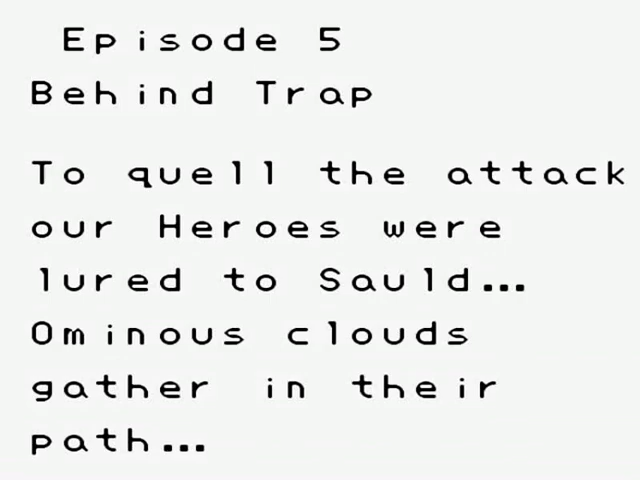 Episode 5
Behind Trap
To quell the attack
our Heroes were
lured to Sauld...
Ominous clouds
gather in their
path...